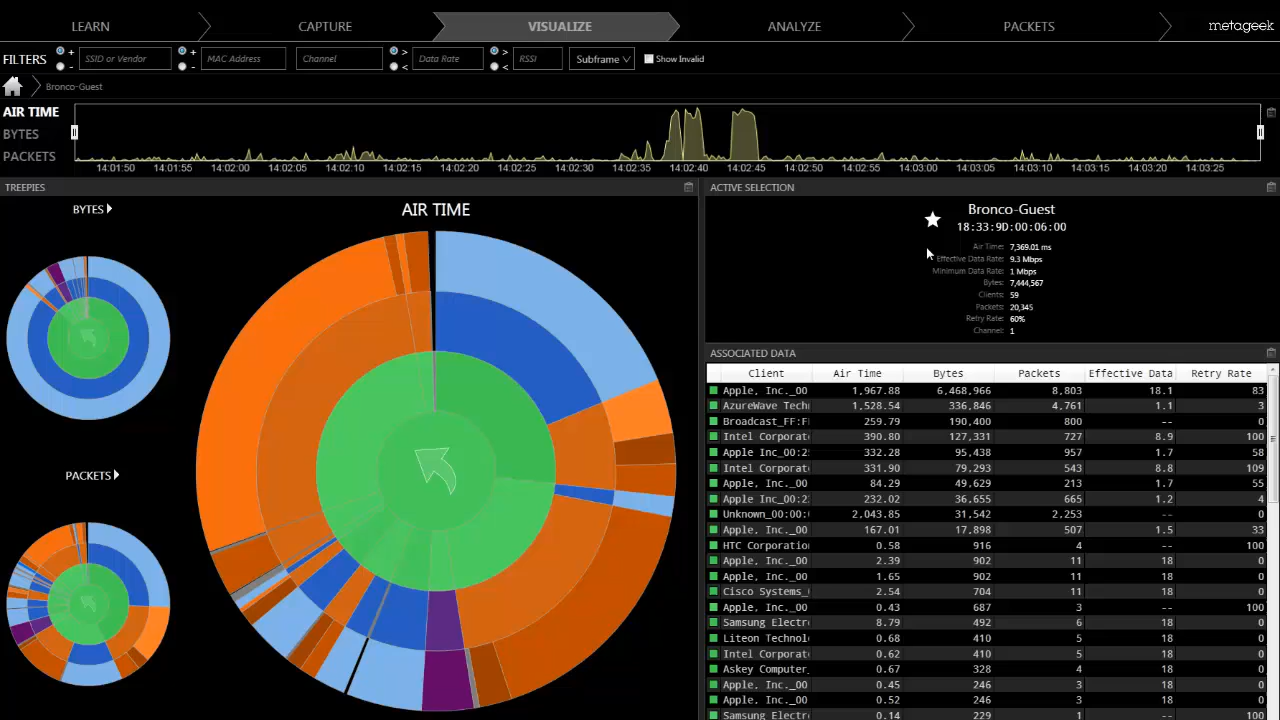 LEARN CAPTURE VISUALIZE ANALYZE PACKETS metageek
FILTERS + - SSID or Vendor + - MAC Address Channel > < Data Rate > < RSSI Subframe Show Invalid
Bronco-Guest
AIR TIME
BYTES
PACKETS
14:01:50 14:01:55 14:02:00 14:02:05 14:02:10 14:02:15 14:02:20 14:02:25 14:02:30 14:02:35 14:02:40 14:02:45 14:02:50 14:02:55 14:03:00 14:03:05 14:03:10 14:03:15 14:03:20 14:03:25
TREEPIES
BYTES
AIR TIME
PACKETS
ACTIVE SELECTION
Bronco-Guest
18:33:9D:00:06:00
Air Time: 7,369.01 ms
Effective Data Rate: 9.3 Mbps
Minimum Data Rate: 1 Mbps
Bytes: 7,444,567
Clients: 59
Packets: 20,345
Retry Rate: 60%
Channel: 1
ASSOCIATED DATA
Client Air Time Bytes Packets Effective Data Retry Rate
Apple, Inc._00 1,967.88 6,468,966 8,803 18.1 83
AzureWave Tech 1,528.54 336,846 4,761 1.1 3
Broadcast_FF:F 259.79 190,400 800 -- 0
Intel Corporat 390.80 127,331 727 8.9 100
Apple Inc_00:2 332.28 95,438 957 1.7 58
Intel Corporat 331.90 79,293 543 8.8 109
Apple, Inc._00 84.29 49,629 213 1.7 55
Apple Inc_00:2 232.02 36,655 665 1.2 4
Unknown_00:00: 2,043.85 31,542 2,253 -- 0
Apple, Inc._00 167.01 17,898 507 1.5 33
HTC Corporatio 0.58 916 4 -- 100
Apple, Inc._00 2.39 902 11 18 0
Apple, Inc._00 1.65 902 11 18 0
Cisco Systems_ 2.54 704 11 18 0
Apple, Inc._00 0.43 687 3 -- 100
Samsung Electr 8.79 492 6 18 0
Liteon Technol 0.68 410 5 18 0
Intel Corporat 0.62 410 5 18 0
Askey Computer_ 0.67 328 4 18 0
Apple, Inc._00 0.45 246 3 18 0
Apple, Inc._00 0.52 246 3 18 0
Samsung Electr 0.14 229 1 -- 100